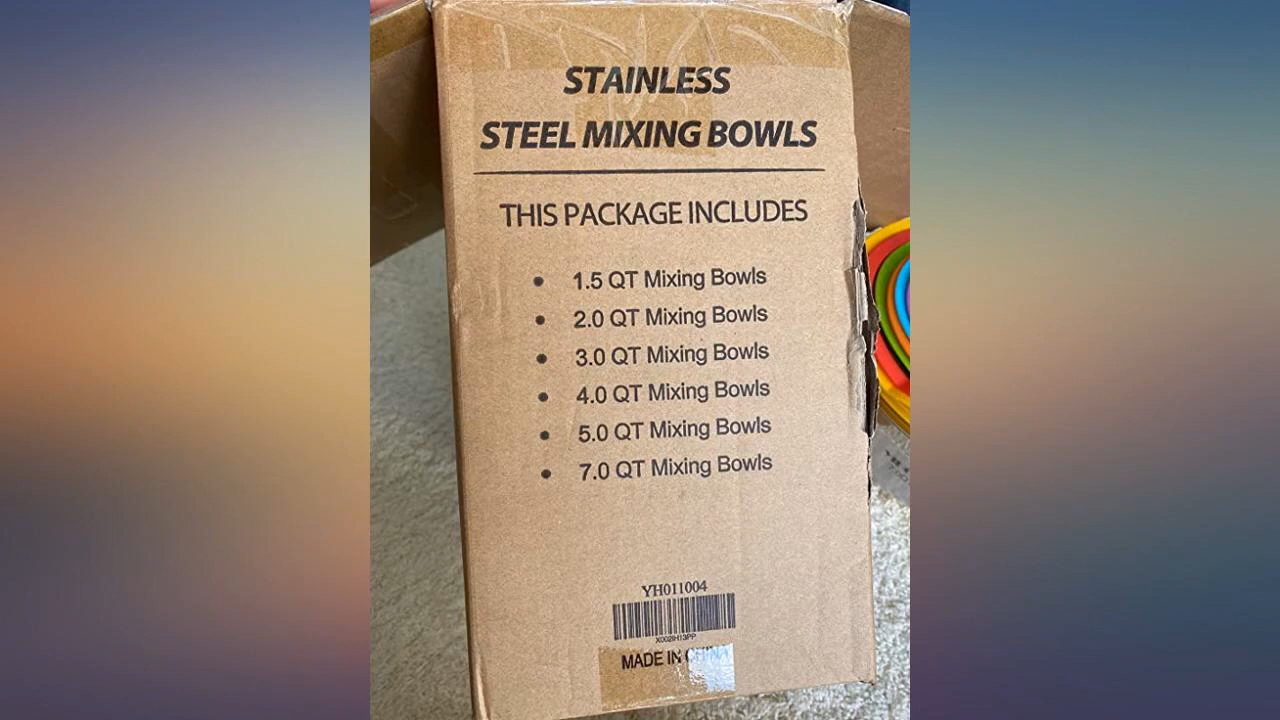 STAINLESS
STEEL MIXING BOWLS
THIS PACKAGE INCLUDES
• 1.5 QT Mixing Bowls
• 2.0 QT Mixing Bowls
• 3.0 QT Mixing Bowls
• 4.0 QT Mixing Bowls
• 5.0 QT Mixing Bowls
• 7.0 QT Mixing Bowls
YH011004
MADE IN CHINA